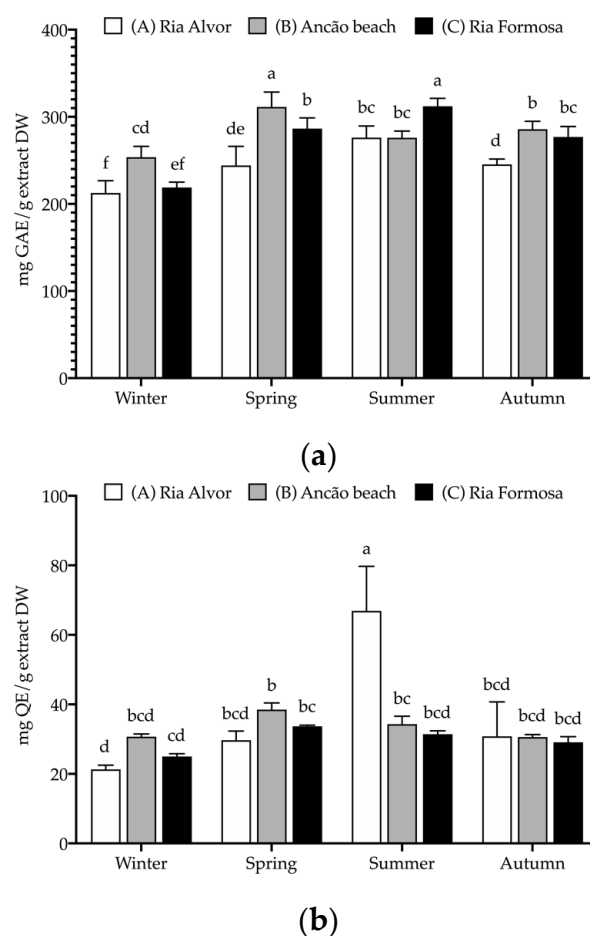 (A) Ria Alvor (B) Ancão beach (C) Ria Formosa
mg GAE/g extract DW
400
300
200
100
0
f cd ef de a b bc bc a d b bc
Winter Spring Summer Autumn
(a)
(A) Ria Alvor (B) Ancão beach (C) Ria Formosa
mg QE/g extract DW
100
80
60
40
20
0
d bcd cd bcd b bc a bc bcd bcd bcd bcd
Winter Spring Summer Autumn
(b)